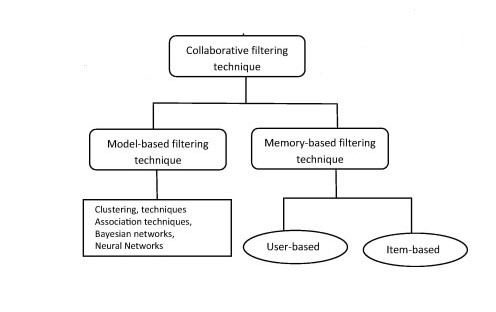 Collaborative filtering
technique
Model-based filtering
technique
Memory-based filtering
technique
Clustering, techniques
Association techniques,
Bayesian networks,
Neural Networks
User-based
Item-based